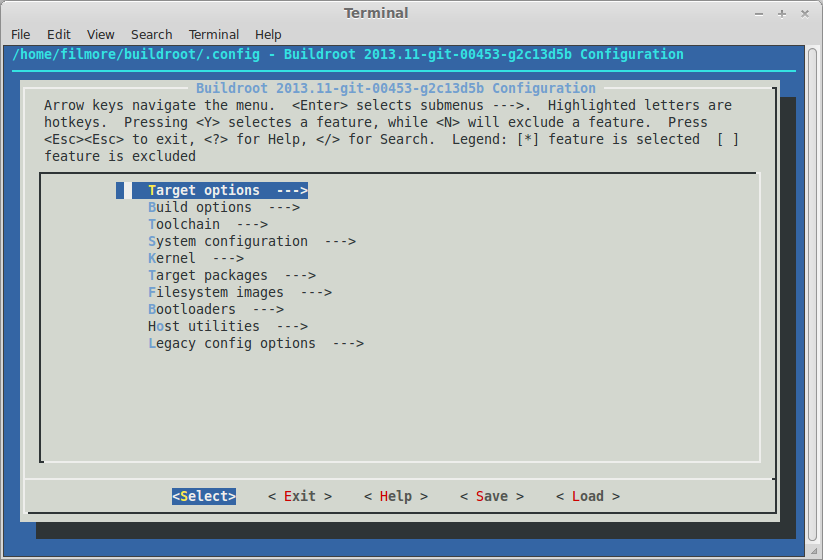 Terminal
File Edit View Search Terminal Help
/home/filmore/buildroot/.config - Buildroot 2013.11-git-00453-g2c13d5b Configuration
Buildroot 2013.11-git-00453-g2c13d5b Configuration
Arrow keys navigate the menu.  <Enter> selects submenus --->.  Highlighted letters are
hotkeys.  Pressing <Y> selectes a feature, while <N> will exclude a feature.  Press
<Esc><Esc> to exit, <?> for Help, </> for Search.  Legend: [*] feature is selected  [ ]
feature is excluded
Target options  --->
Build options  --->
Toolchain  --->
System configuration  --->
Kernel  --->
Target packages  --->
Filesystem images  --->
Bootloaders  --->
Host utilities  --->
Legacy config options  --->
<Select>    < Exit >    < Help >    < Save >    < Load >